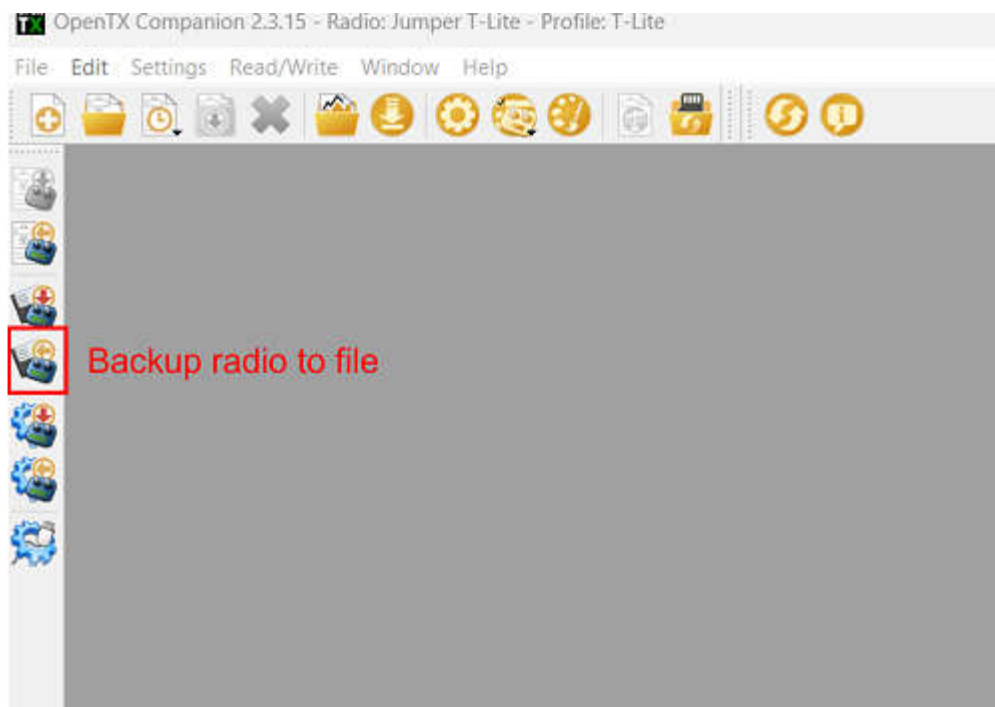 TX OpenTX Companion 2.3.15 - Radio: Jumper T-Lite - Profile: T-Lite
File Edit Settings Read/Write Window Help
Backup radio to file